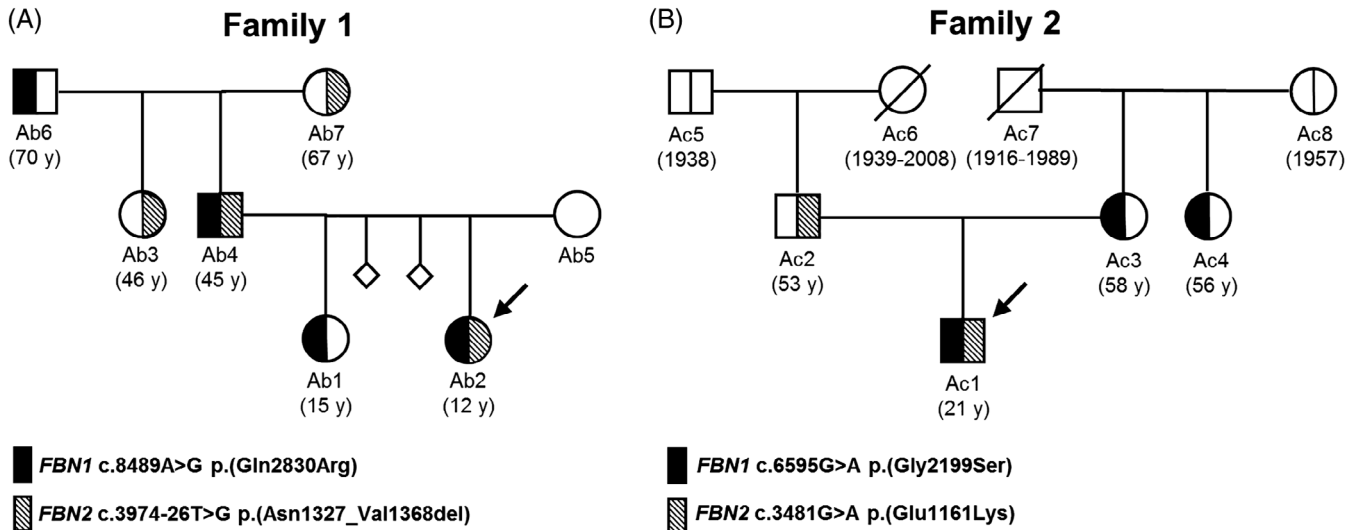 (A)
Family 1
Ab6
(70 y)
Ab7
(67 y)
Ab3
(46 y)
Ab4
(45 y)
Ab5
Ab1
(15 y)
Ab2
(12 y)
FBN1 c.8489A>G p.(Gln2830Arg)
FBN2 c.3974-26T>G p.(Asn1327_Val1368del)
(B)
Family 2
Ac5
(1938)
Ac6
(1939-2008)
Ac7
(1916-1989)
Ac8
(1957)
Ac2
(53 y)
Ac3
(58 y)
Ac4
(56 y)
Ac1
(21 y)
FBN1 c.6595G>A p.(Gly2199Ser)
FBN2 c.3481G>A p.(Glu1161Lys)